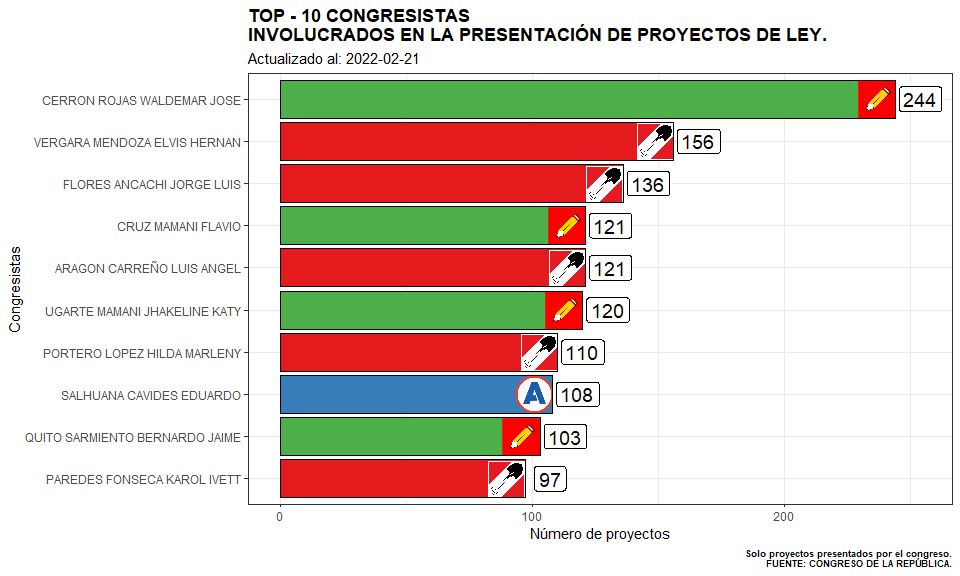 TOP - 10 CONGRESISTAS
INVOLUCRADOS EN LA PRESENTACIÓN DE PROYECTOS DE LEY.
Actualizado al: 2022-02-21
Congresistas
CERRON ROJAS WALDEMAR JOSE 244
VERGARA MENDOZA ELVIS HERNAN 156
FLORES ANCACHI JORGE LUIS 136
CRUZ MAMANI FLAVIO 121
ARAGON CARREÑO LUIS ANGEL 121
UGARTE MAMANI JHAKELINE KATY 120
PORTERO LOPEZ HILDA MARLENY 110
SALHUANA CAVIDES EDUARDO A 108
QUITO SARMIENTO BERNARDO JAIME 103
PAREDES FONSECA KAROL IVETT 97
0 100 200
Número de proyectos
Solo proyectos presentados por el congreso.
FUENTE: CONGRESO DE LA REPÚBLICA.